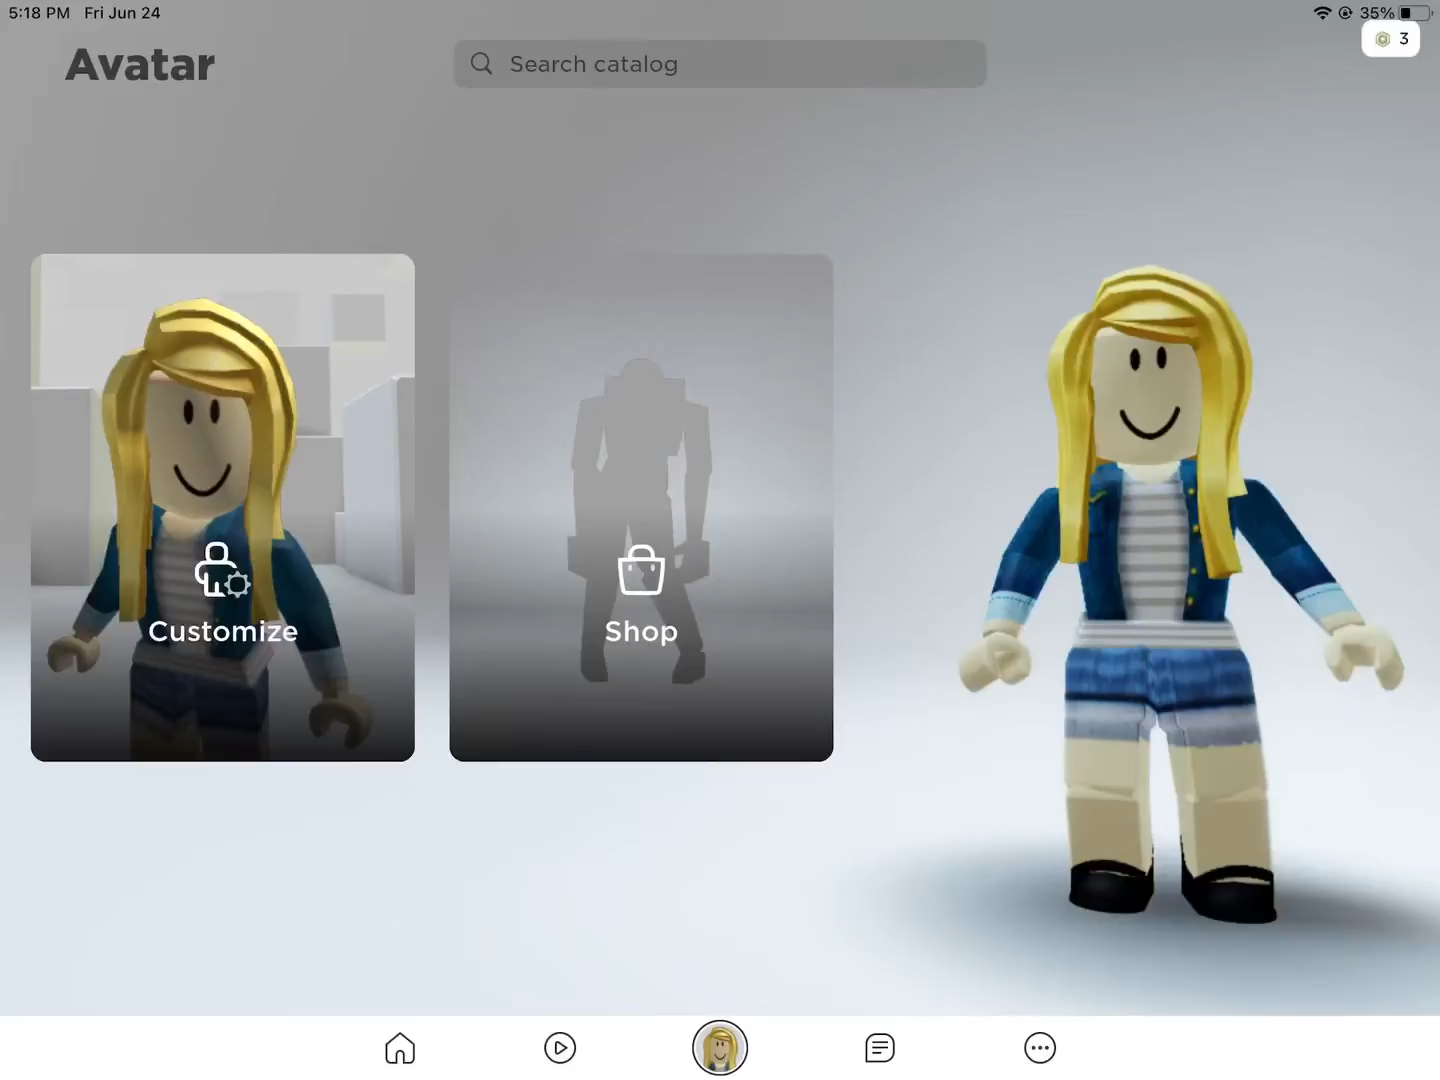 5:18 PM Fri Jun 24
35%
3
Avatar
Search catalog
Customize
Shop